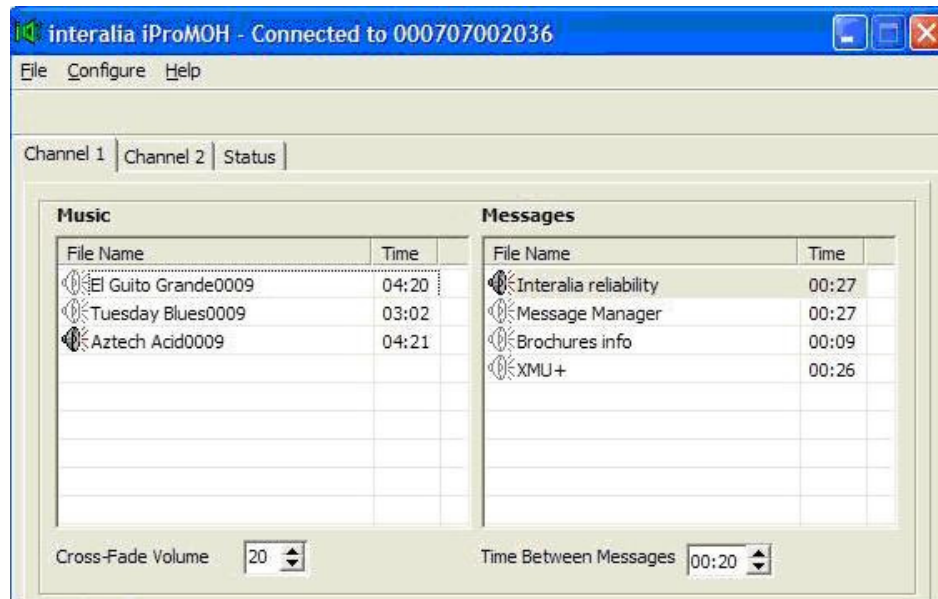 interalia iProMOH - Connected to 000707002036
File Configure Help
Channel 1 Channel 2 Status
Music Messages
File Name Time File Name Time
El Guito Grande0009 04:20 Interalia reliability 00:27
Tuesday Blues0009 03:02 Message Manager 00:27
Aztech Acid0009 04:21 Brochures info 00:09
XMU+ 00:26
Cross-Fade Volume 20 Time Between Messages 00:20